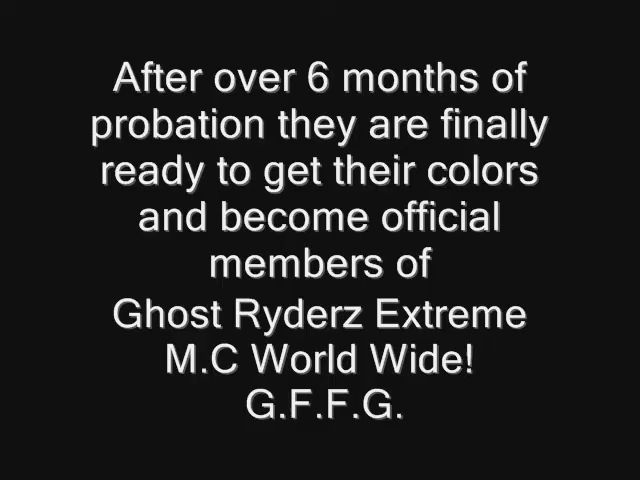 After over 6 months of
probation they are finally
ready to get their colors
and become official
members of
Ghost Ryderz Extreme
M.C World Wide!
G.F.F.G.